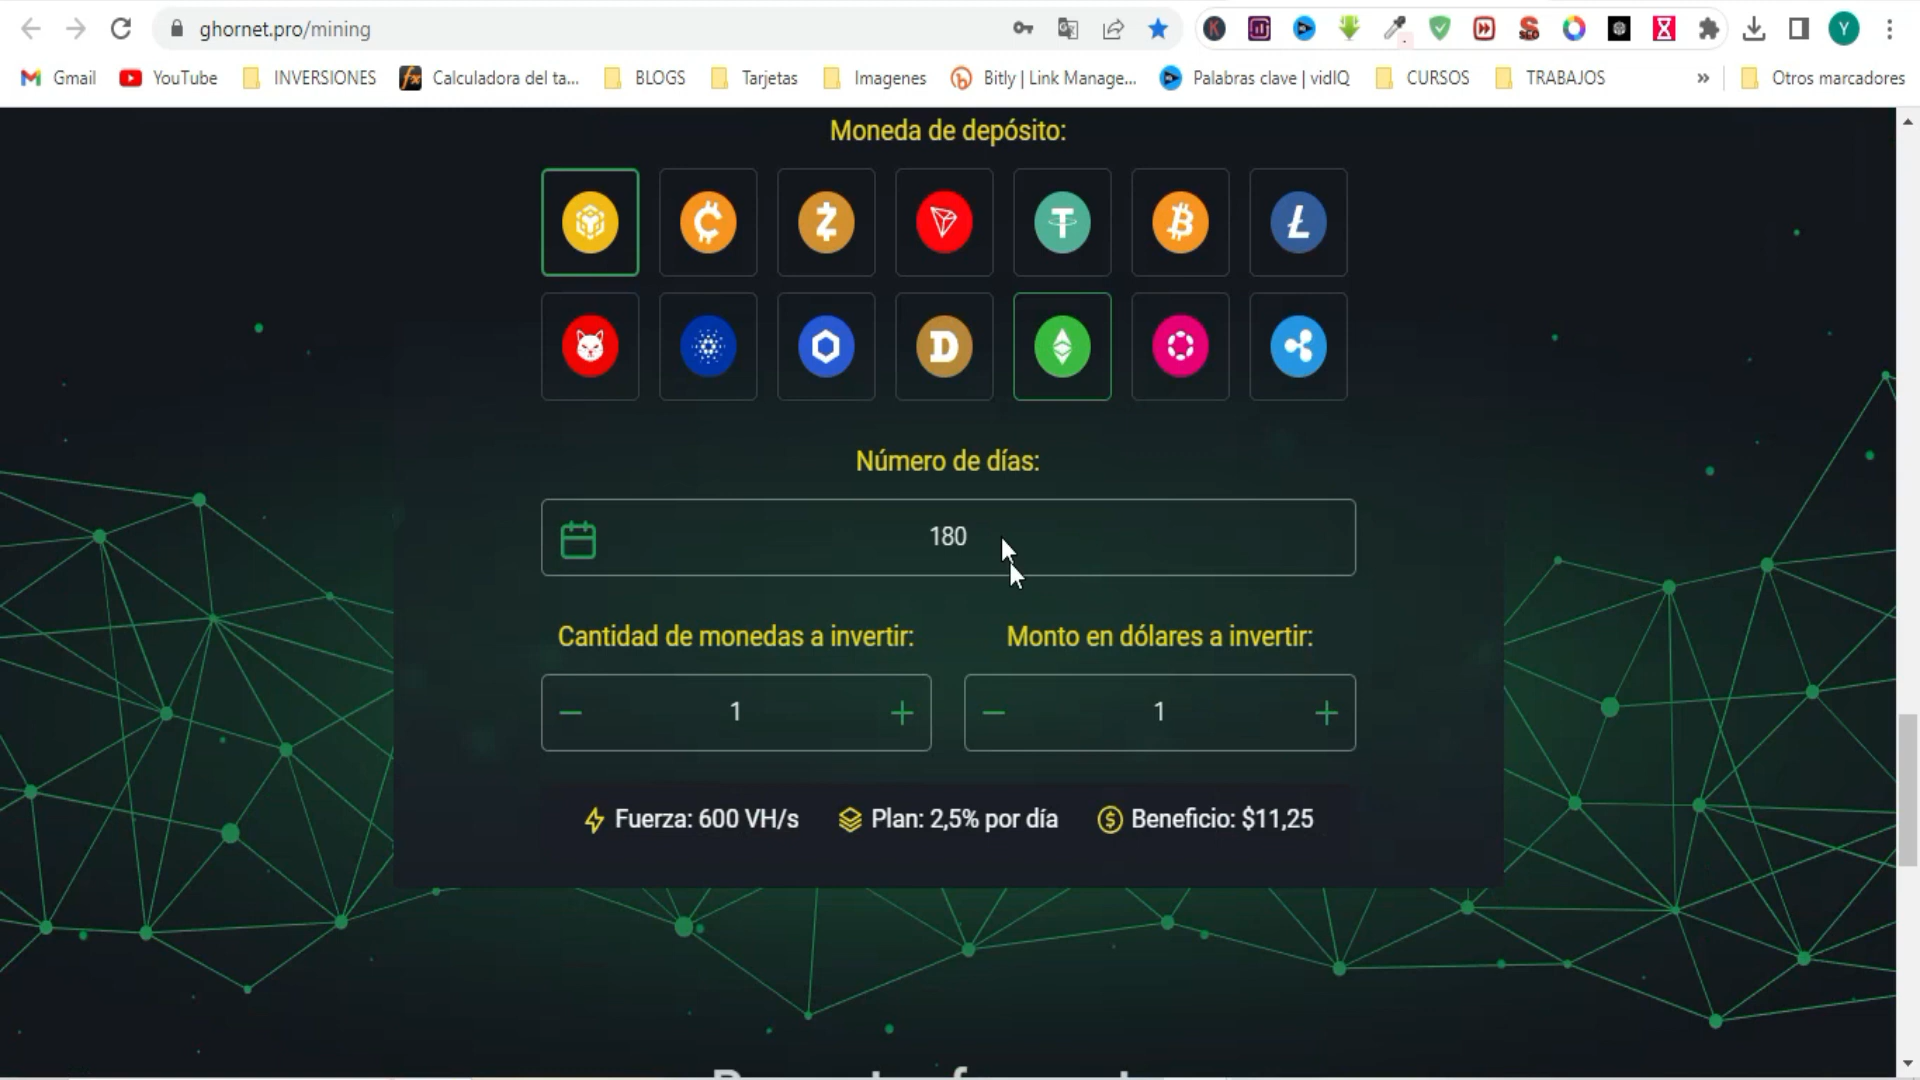 ghornet.pro/mining
Gmail YouTube INVERSIONES Calculadora del ta... BLOGS Tarjetas Imagenes Bitly | Link Manage... Palabras clave | vidIQ CURSOS TRABAJOS » Otros marcadores
Moneda de depósito:
Número de días:
180
Cantidad de monedas a invertir: Monto en dólares a invertir:
1 1
Fuerza: 600 VH/s Plan: 2,5% por día Beneficio: $11,25